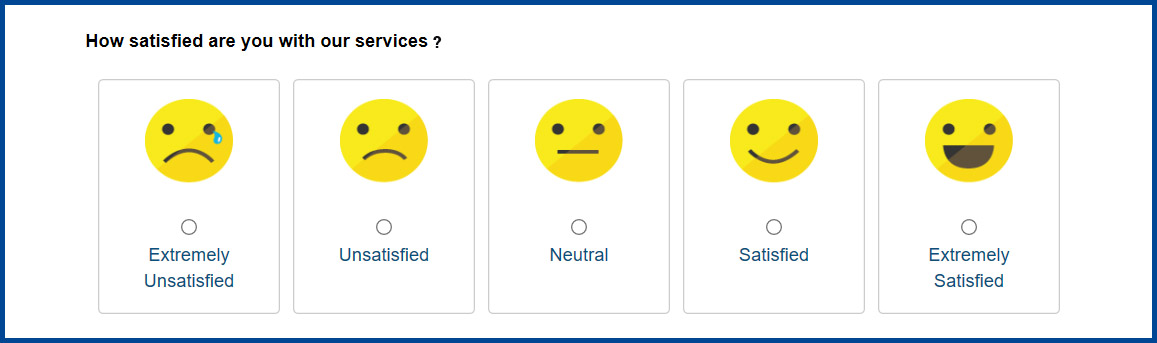 How satisfied are you with our services ?
Extremely
Unsatisfied
Unsatisfied
Neutral
Satisfied
Extremely
Satisfied